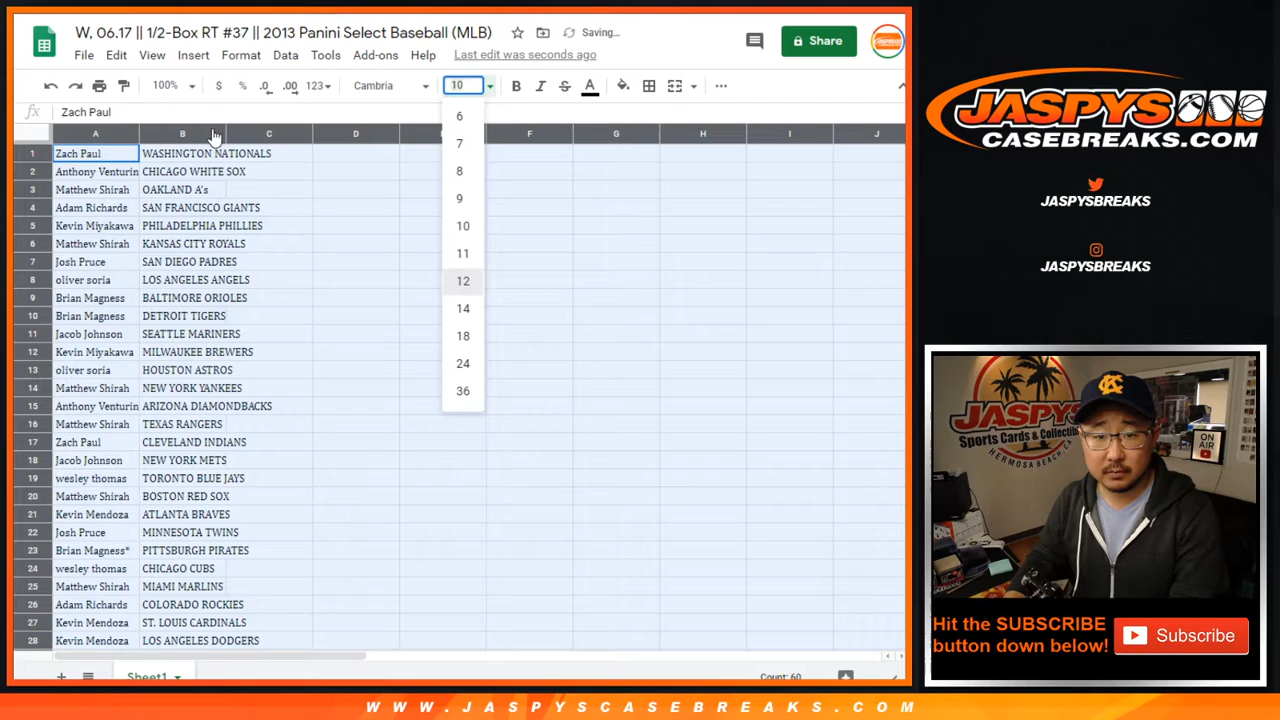 W, 06.17 || 1/2-Box RT #37 || 2013 Panini Select Baseball (MLB)
Saving...
Share
File Edit View Insert Format Data Tools Add-ons Help Last edit was seconds ago
100% $ % .0 .00 123 Cambria 10 B I S A ...
fx Zach Paul
A B C D F G H I J
1 Zach Paul WASHINGTON NATIONALS
2 Anthony Venturin CHICAGO WHITE SOX
3 Matthew Shirah OAKLAND A's
4 Adam Richards SAN FRANCISCO GIANTS
5 Kevin Miyakawa PHILADELPHIA PHILLIES
6 Matthew Shirah KANSAS CITY ROYALS
7 Josh Pruce SAN DIEGO PADRES
8 oliver soria LOS ANGELES ANGELS
9 Brian Magness BALTIMORE ORIOLES
10 Brian Magness DETROIT TIGERS
11 Jacob Johnson SEATTLE MARINERS
12 Kevin Miyakawa MILWAUKEE BREWERS
13 oliver soria HOUSTON ASTROS
14 Matthew Shirah NEW YORK YANKEES
15 Anthony Venturin ARIZONA DIAMONDBACKS
16 Matthew Shirah TEXAS RANGERS
17 Zach Paul CLEVELAND INDIANS
18 Jacob Johnson NEW YORK METS
19 wesley thomas TORONTO BLUE JAYS
20 Matthew Shirah BOSTON RED SOX
21 Kevin Mendoza ATLANTA BRAVES
22 Josh Pruce MINNESOTA TWINS
23 Brian Magness* PITTSBURGH PIRATES
24 wesley thomas CHICAGO CUBS
25 Matthew Shirah MIAMI MARLINS
26 Adam Richards COLORADO ROCKIES
27 Kevin Mendoza ST. LOUIS CARDINALS
28 Kevin Mendoza LOS ANGELES DODGERS
6
7
8
9
10
11
12
14
18
24
36
Sheet1
Count: 60
JASPYS
CASEBREAKS.COM
JASPYSBREAKS
JASPYSBREAKS
JASPYS
Sports Cards & Collectibles
HERMOSA BEACH, CA
KC
ON
AIR
Hit the SUBSCRIBE
button down below!
Subscribe
WWW.JASPYSCASEBREAKS.COM